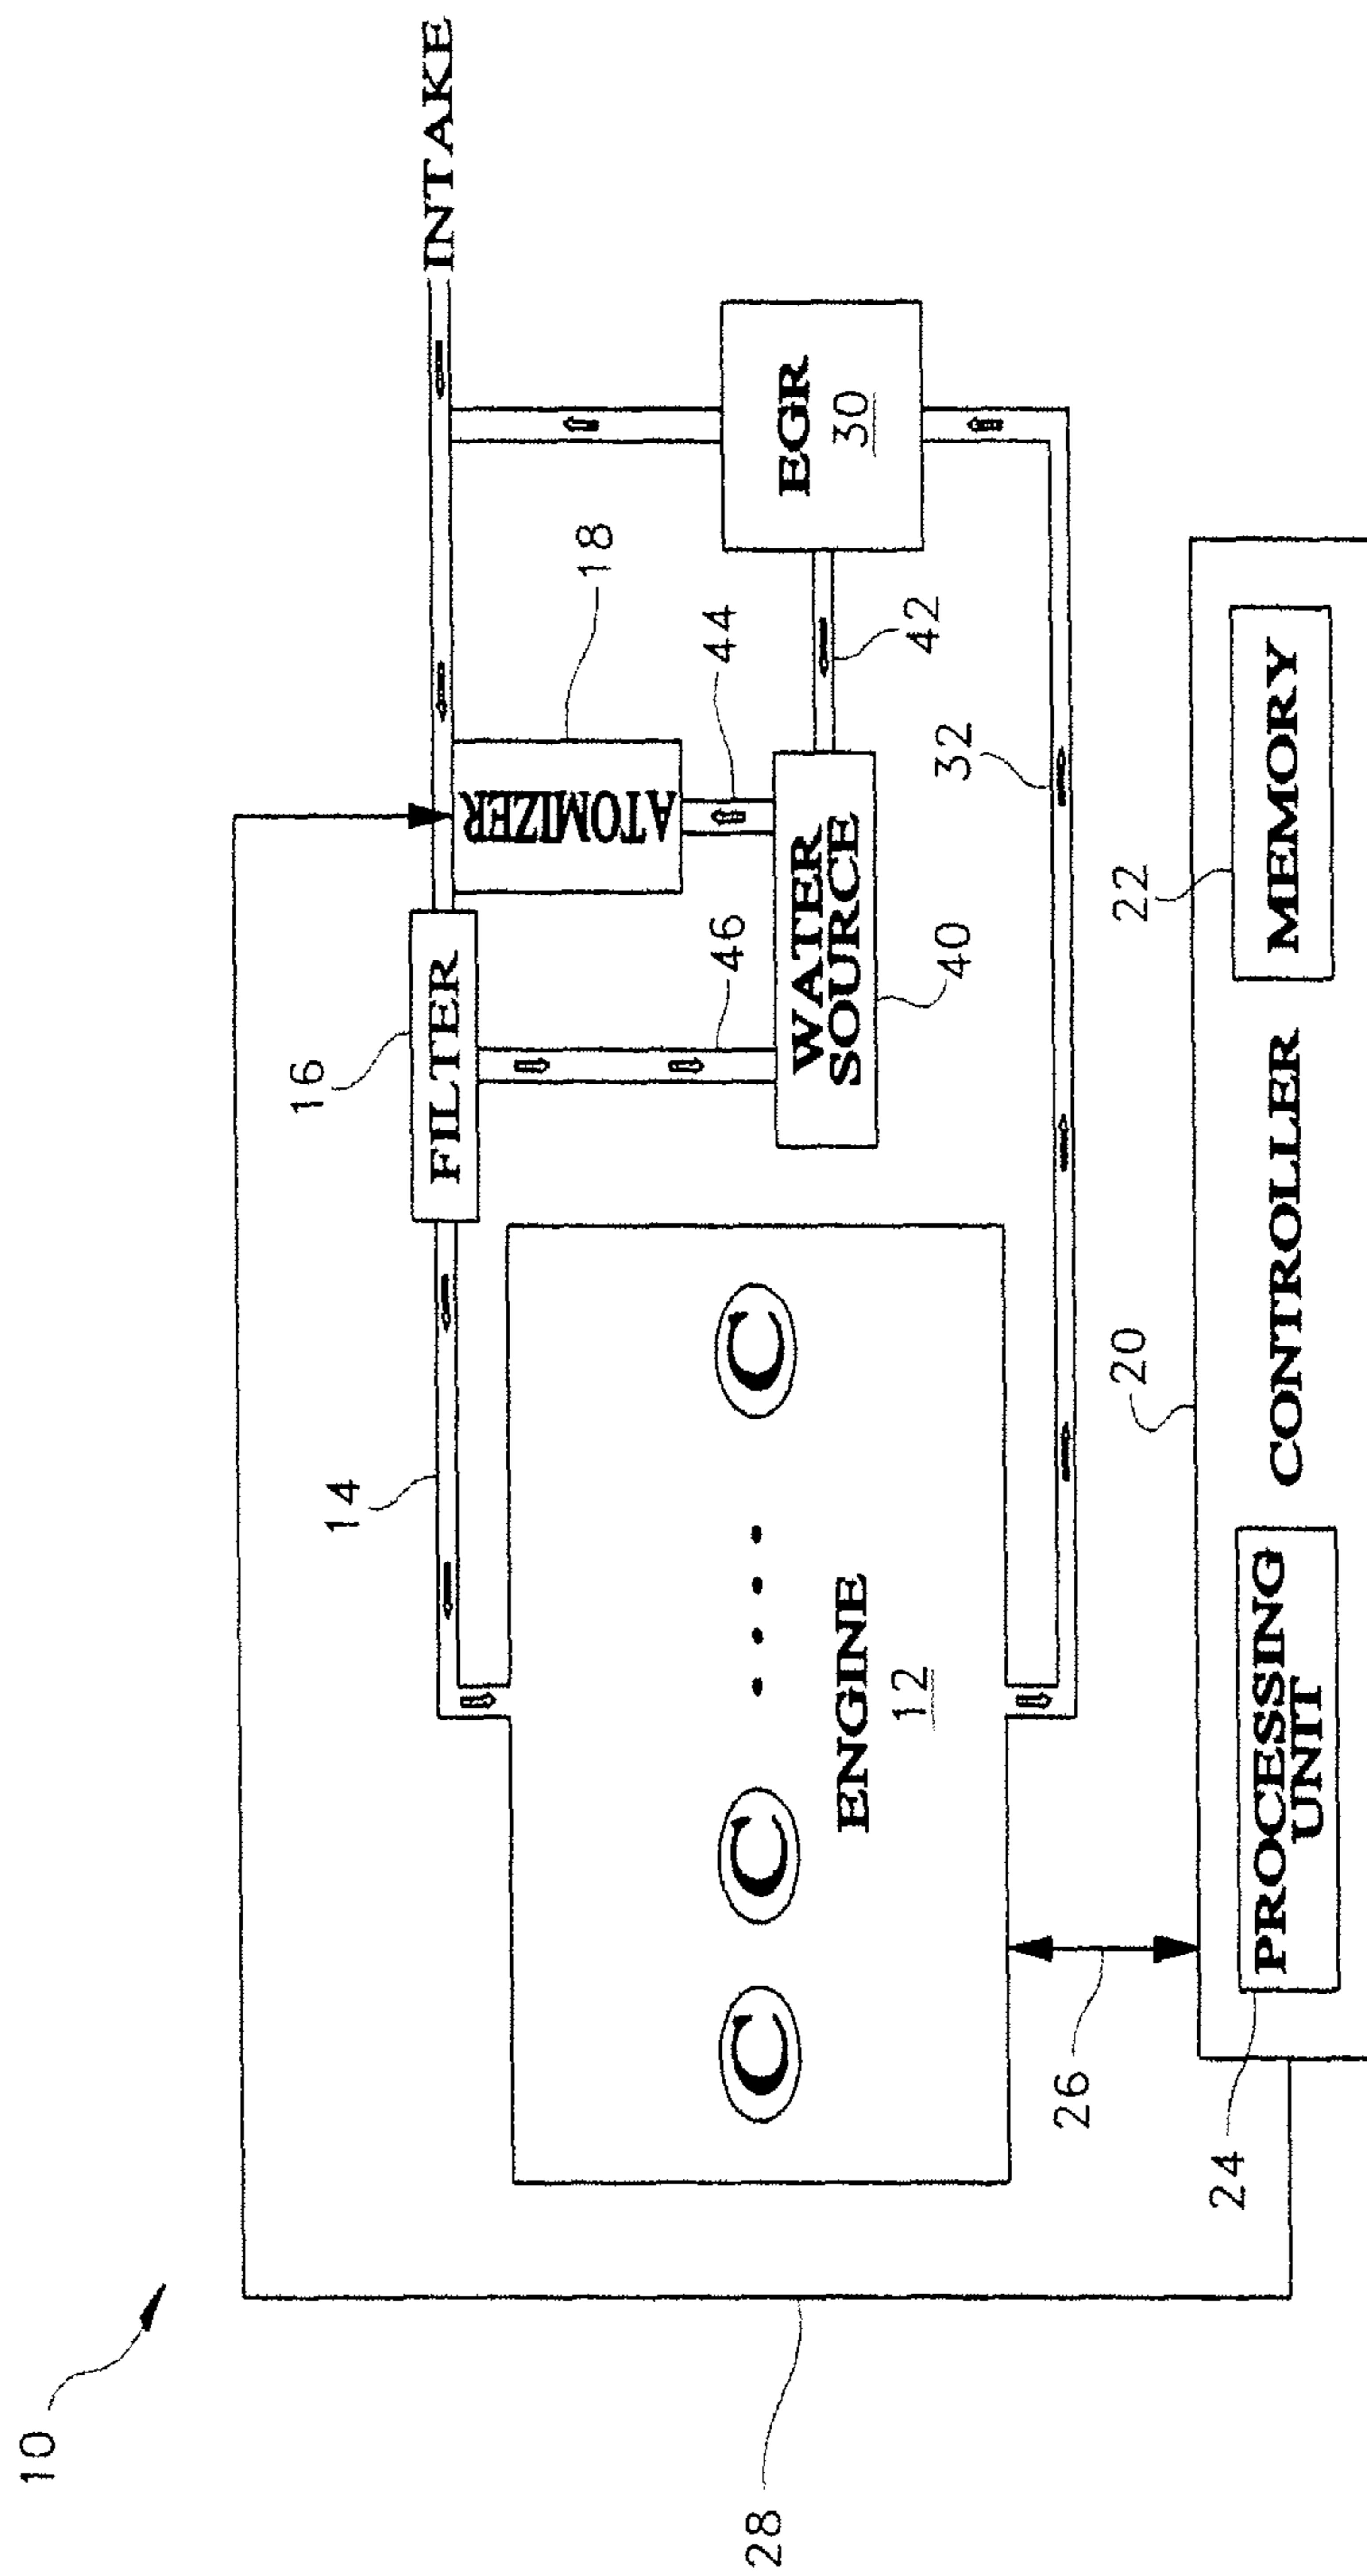 10
INTAKE
18
ATOMIZER
EGR
30
44
42
16
FILTER
46
WATER
SOURCE
40
32
14
C C C
ENGINE
12
22
MEMORY
20
CONTROLLER
PROCESSING
UNIT
24
26
28